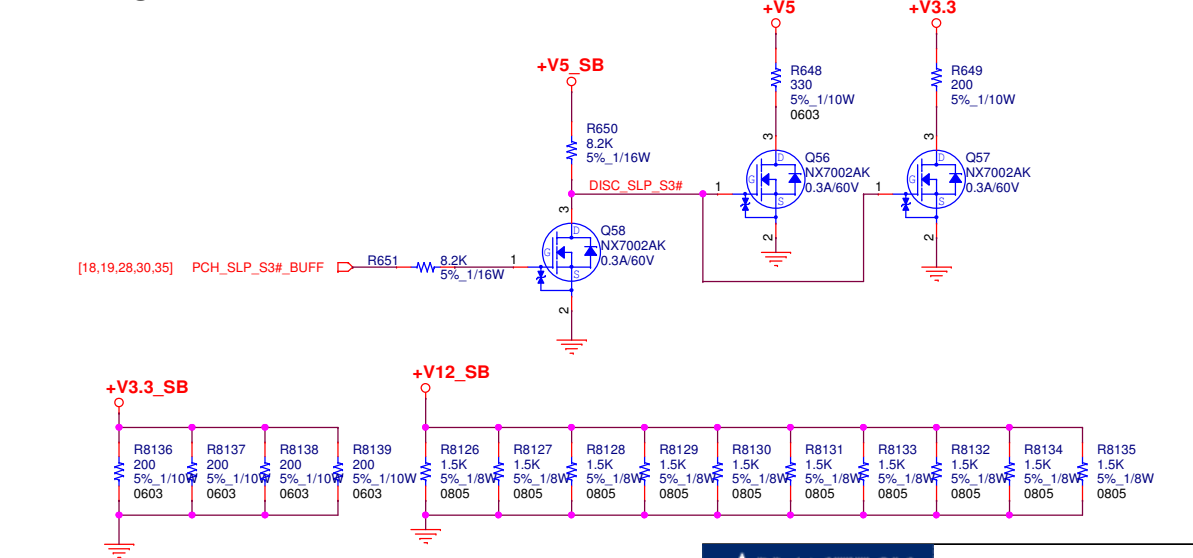 +V5
+V3.3
R648
330
5%_1/10W
0603
R649
200
5%_1/10W
+V5_SB
R650
8.2K
5%_1/16W
DISC_SLP_S3#
3
D
G
S
1
2
Q56
NX7002AK
0.3A/60V
3
D
G
S
1
2
Q57
NX7002AK
0.3A/60V
3
D
G
S
1
2
Q58
NX7002AK
0.3A/60V
[18,19,28,30,35] PCH_SLP_S3#_BUFF
R651
8.2K
5%_1/16W
+V3.3_SB
R8136
200
5%_1/10W
0603
R8137
200
5%_1/10W
0603
R8138
200
5%_1/10W
0603
R8139
200
5%_1/10W
0603
+V12_SB
R8126
1.5K
5%_1/8W
0805
R8127
1.5K
5%_1/8W
0805
R8128
1.5K
5%_1/8W
0805
R8129
1.5K
5%_1/8W
0805
R8130
1.5K
5%_1/8W
0805
R8131
1.5K
5%_1/8W
0805
R8133
1.5K
5%_1/8W
0805
R8132
1.5K
5%_1/8W
0805
R8134
1.5K
5%_1/8W
0805
R8135
1.5K
5%_1/8W
0805